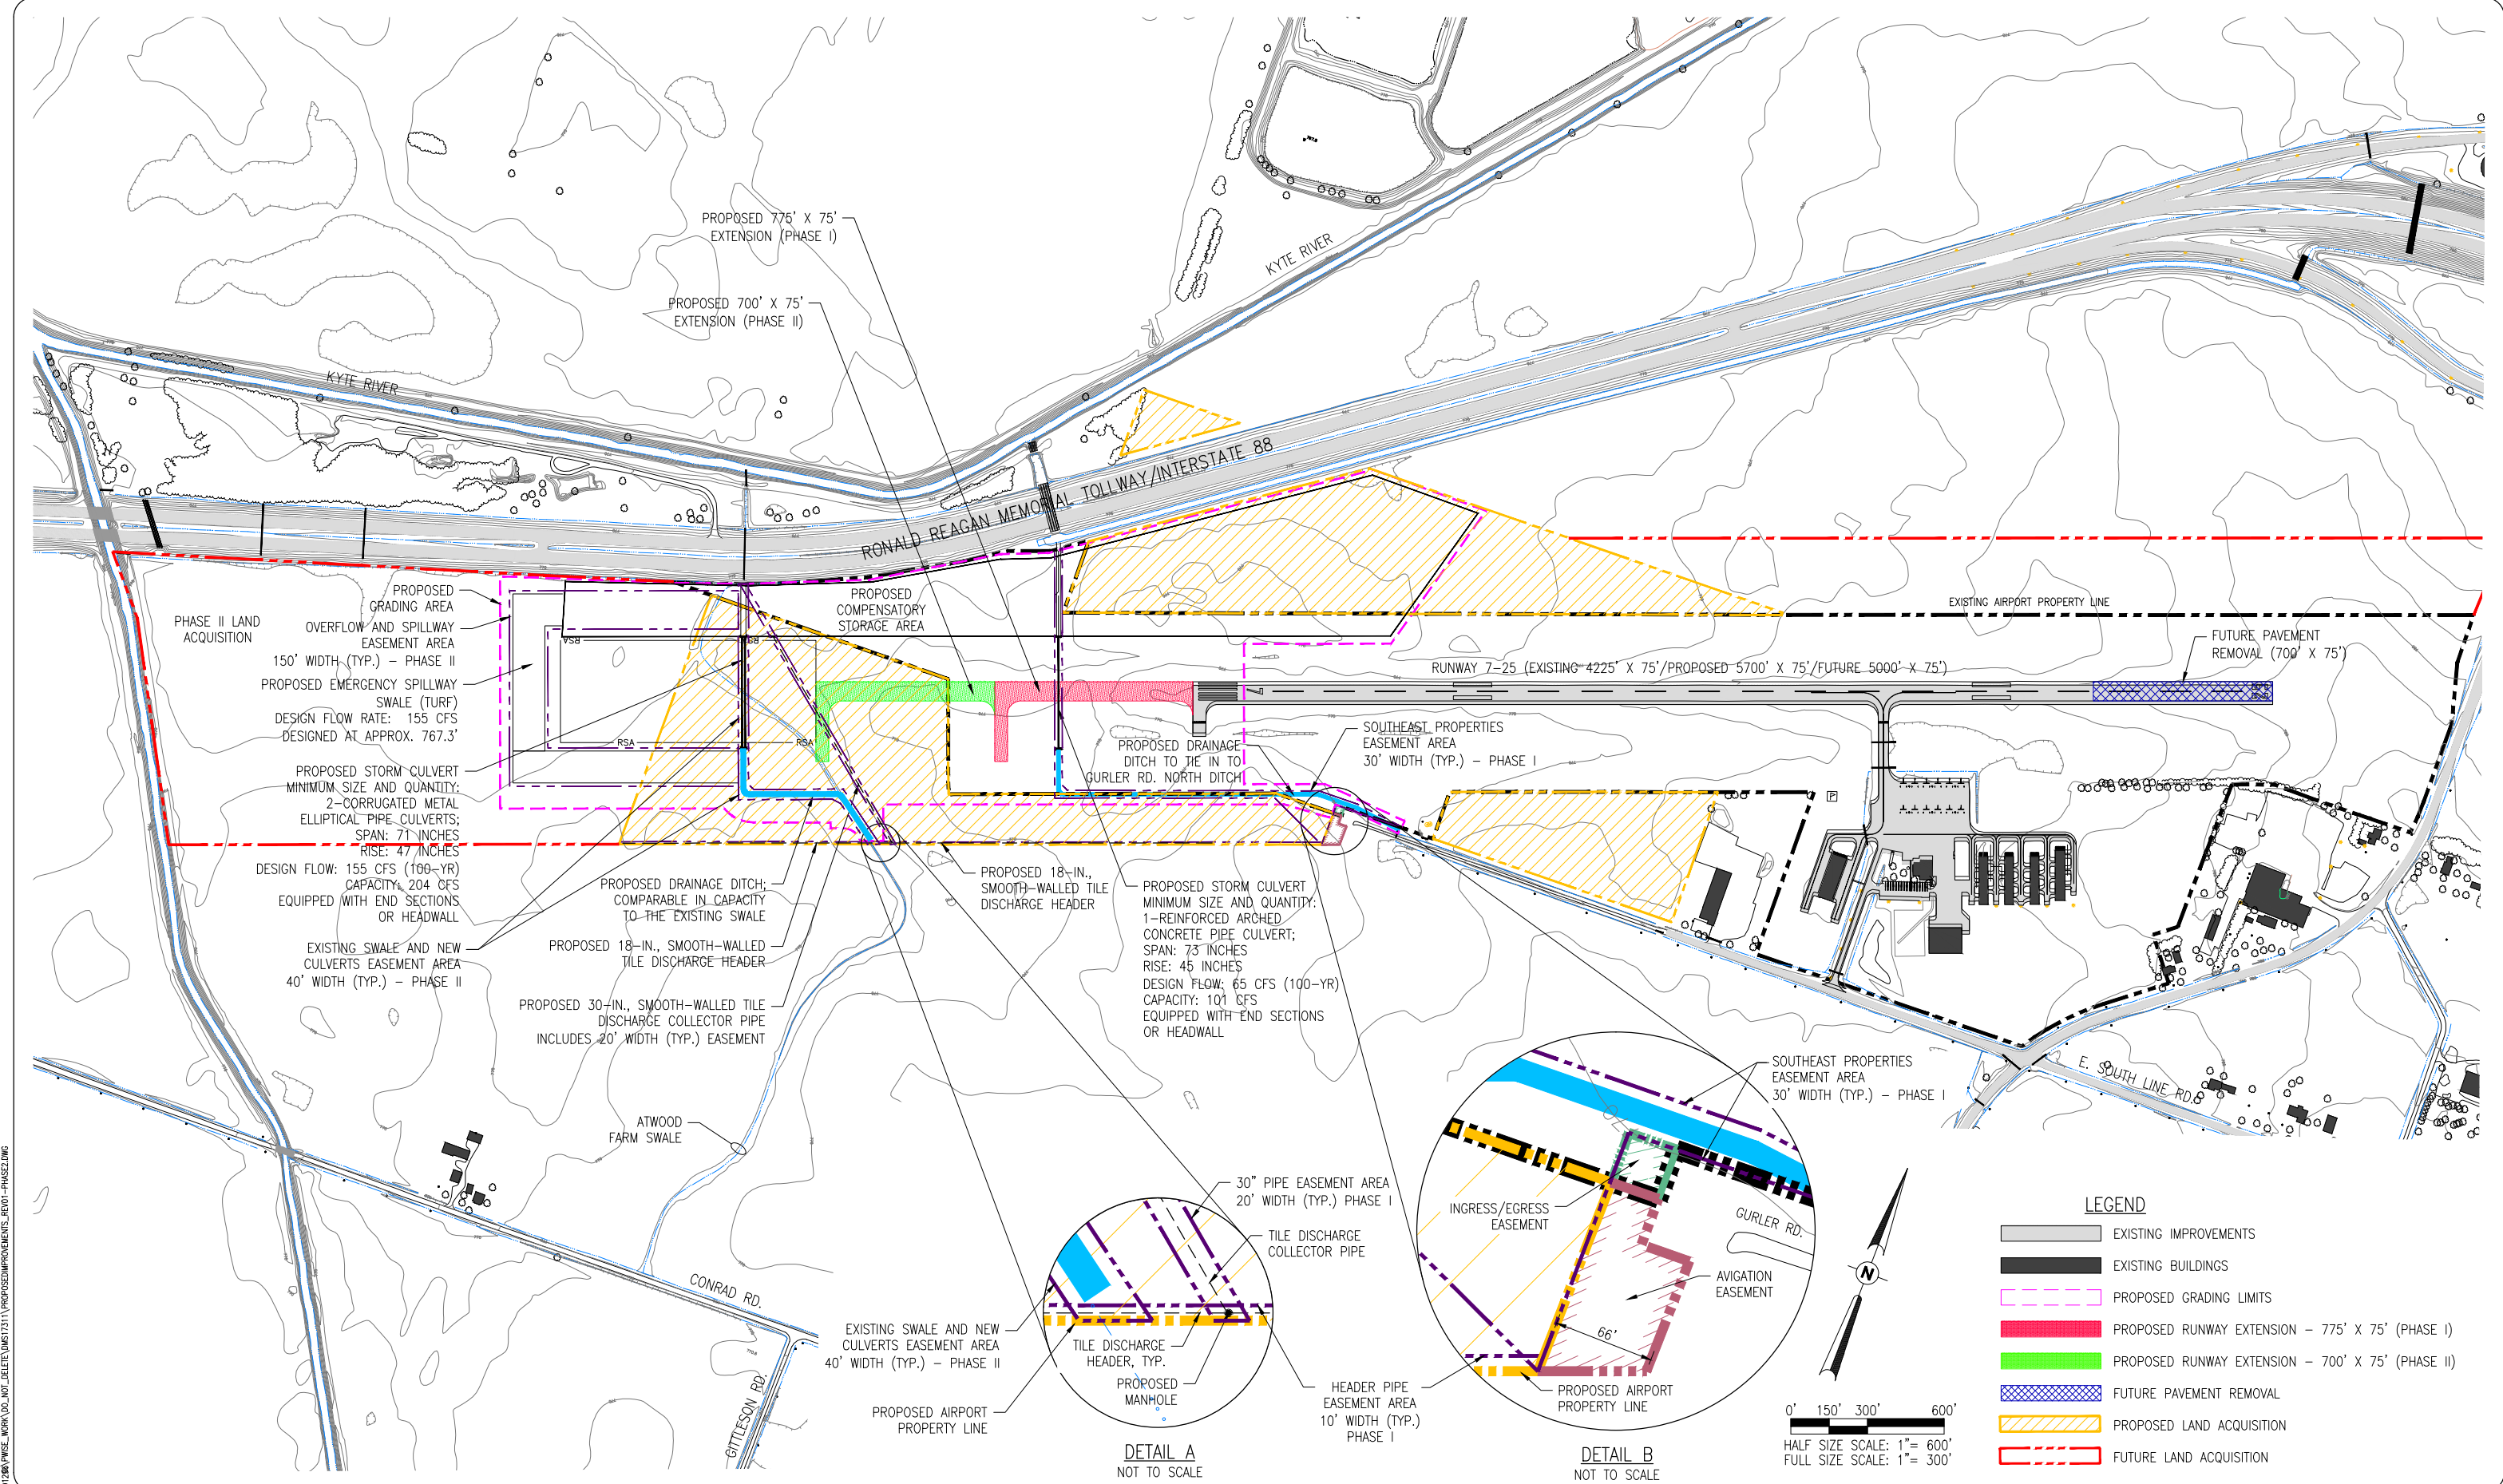 PROPOSED 775' X 75'
EXTENSION (PHASE I)
PROPOSED 700' X 75'
EXTENSION (PHASE II)
KYTE RIVER
KYTE RIVER
RONALD REAGAN MEMORIAL TOLLWAY/INTERSTATE 88
PHASE II LAND
ACQUISITION
PROPOSED
GRADING AREA
OVERFLOW AND SPILLWAY
EASEMENT AREA
150' WIDTH (TYP.) – PHASE II
PROPOSED EMERGENCY SPILLWAY
SWALE (TURF)
DESIGN FLOW RATE: 155 CFS
DESIGNED AT APPROX. 767.3'
PROPOSED STORM CULVERT
MINIMUM SIZE AND QUANTITY:
2–CORRUGATED METAL
ELLIPTICAL PIPE CULVERTS;
SPAN: 71 INCHES
RISE: 47 INCHES
DESIGN FLOW: 155 CFS (100–YR)
CAPACITY: 204 CFS
EQUIPPED WITH END SECTIONS
OR HEADWALL
EXISTING SWALE AND NEW
CULVERTS EASEMENT AREA
40' WIDTH (TYP.) – PHASE II
PROPOSED
COMPENSATORY
STORAGE AREA
RSA
RSA
RSA
RSA
EXISTING AIRPORT PROPERTY LINE
FUTURE PAVEMENT
REMOVAL (700' X 75')
RUNWAY 7–25 (EXISTING 4225' X 75'/PROPOSED 5700' X 75'/FUTURE 5000' X 75')
SOUTHEAST PROPERTIES
EASEMENT AREA
30' WIDTH (TYP.) – PHASE I
PROPOSED DRAINAGE
DITCH TO TIE IN TO
GURLER RD. NORTH DITCH
PROPOSED DRAINAGE DITCH;
COMPARABLE IN CAPACITY
TO THE EXISTING SWALE
PROPOSED 18–IN., SMOOTH–WALLED
TILE DISCHARGE HEADER
PROPOSED 30–IN., SMOOTH–WALLED TILE
DISCHARGE COLLECTOR PIPE
INCLUDES 20' WIDTH (TYP.) EASEMENT
PROPOSED 18–IN.,
SMOOTH–WALLED TILE
DISCHARGE HEADER
PROPOSED STORM CULVERT
MINIMUM SIZE AND QUANTITY:
1–REINFORCED ARCHED
CONCRETE PIPE CULVERT;
SPAN: 73 INCHES
RISE: 45 INCHES
DESIGN FLOW: 65 CFS (100–YR)
CAPACITY: 101 CFS
EQUIPPED WITH END SECTIONS
OR HEADWALL
E. SOUTH LINE RD.
ATWOOD
FARM SWALE
CONRAD RD.
GITTLESON RD.
30" PIPE EASEMENT AREA
20' WIDTH (TYP.) PHASE I
TILE DISCHARGE
COLLECTOR PIPE
EXISTING SWALE AND NEW
CULVERTS EASEMENT AREA
40' WIDTH (TYP.) – PHASE II
TILE DISCHARGE
HEADER, TYP.
PROPOSED
MANHOLE
PROPOSED AIRPORT
PROPERTY LINE
HEADER PIPE
EASEMENT AREA
10' WIDTH (TYP.)
PHASE I
DETAIL A
NOT TO SCALE
SOUTHEAST PROPERTIES
EASEMENT AREA
30' WIDTH (TYP.) – PHASE I
INGRESS/EGRESS
EASEMENT
GURLER RD.
AVIGATION
EASEMENT
66'
PROPOSED AIRPORT
PROPERTY LINE
DETAIL B
NOT TO SCALE
N
0' 150' 300' 600'
HALF SIZE SCALE: 1"= 600'
FULL SIZE SCALE: 1"= 300'
LEGEND
EXISTING IMPROVEMENTS
EXISTING BUILDINGS
PROPOSED GRADING LIMITS
PROPOSED RUNWAY EXTENSION – 775' X 75' (PHASE I)
PROPOSED RUNWAY EXTENSION – 700' X 75' (PHASE II)
FUTURE PAVEMENT REMOVAL
PROPOSED LAND ACQUISITION
FUTURE LAND ACQUISITION